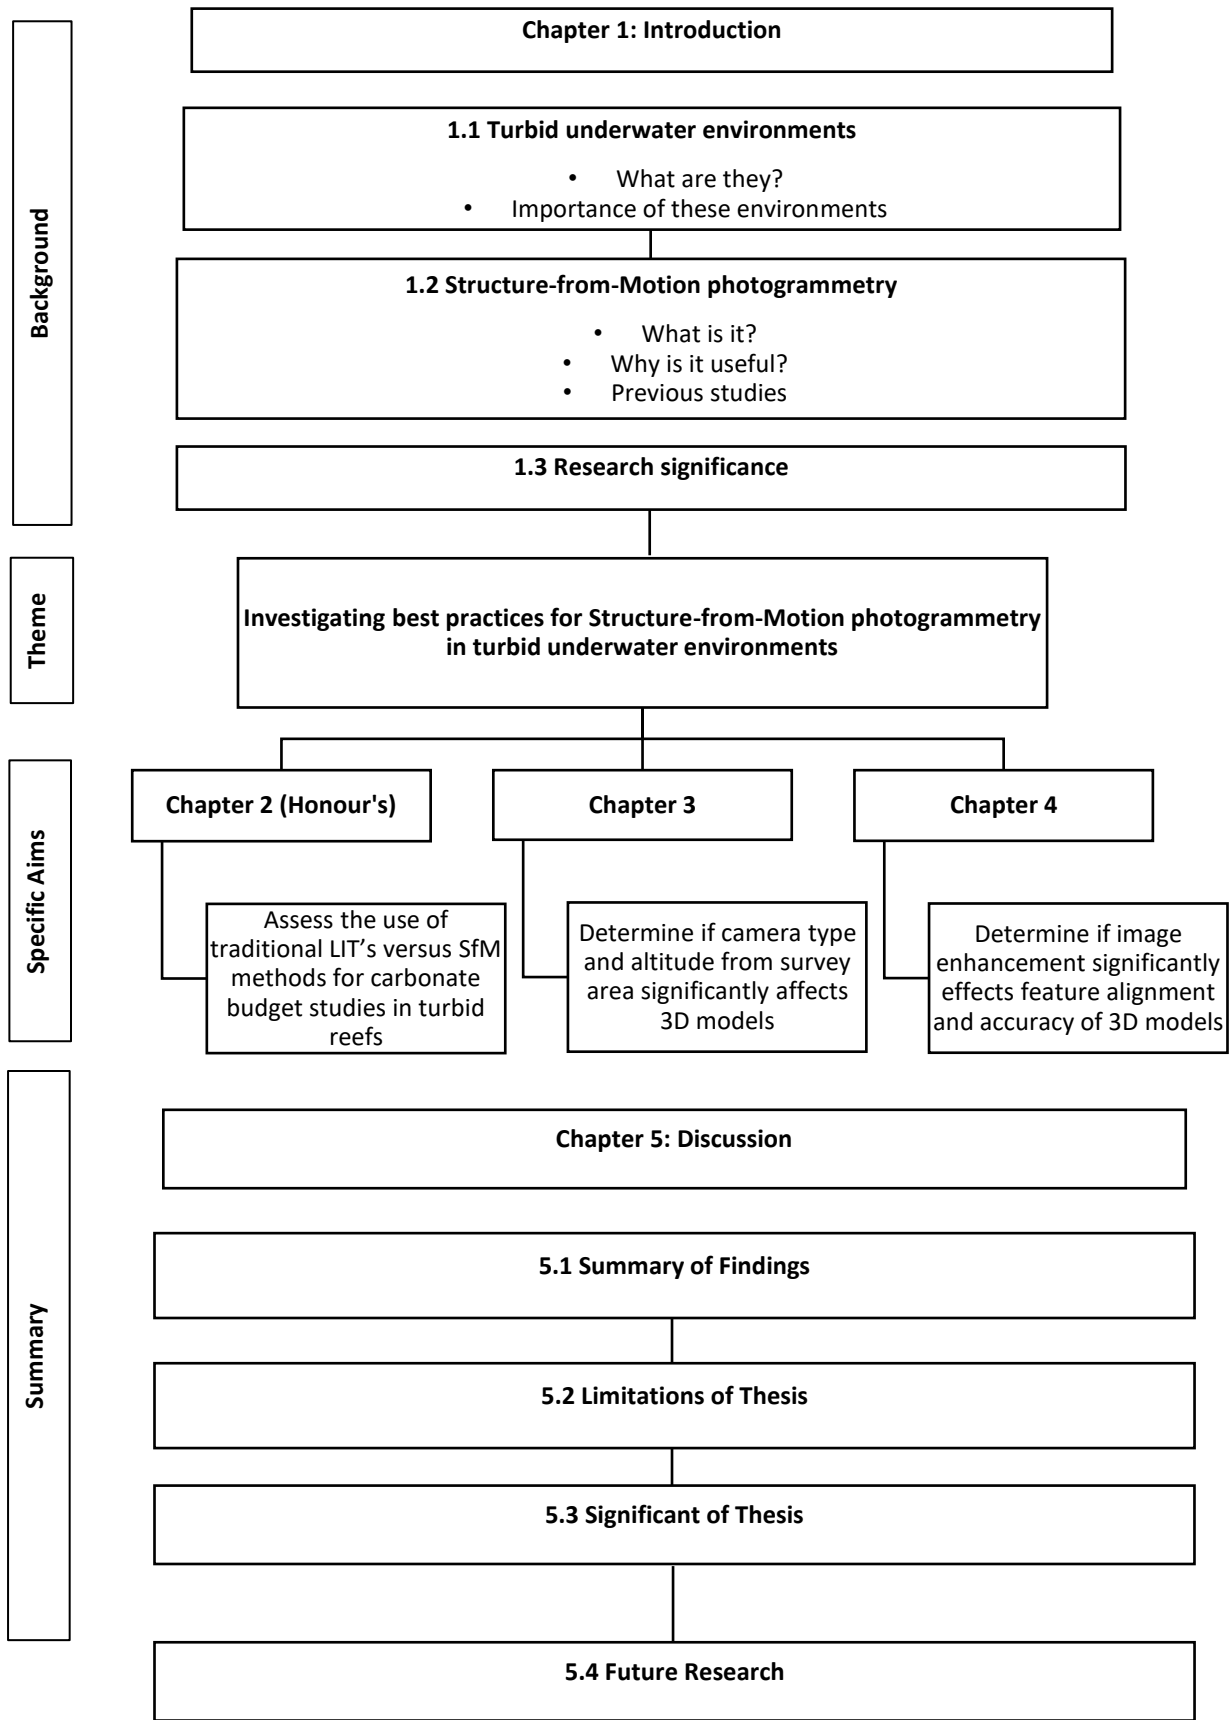 Background
Chapter 1: Introduction
1.1 Turbid underwater environments
• What are they?
• Importance of these environments
1.2 Structure-from-Motion photogrammetry
• What is it?
• Why is it useful?
• Previous studies
1.3 Research significance
Theme
Investigating best practices for Structure-from-Motion photogrammetry
in turbid underwater environments
Specific Aims
Chapter 2 (Honour's)
Assess the use of
traditional LIT’s versus SfM
methods for carbonate
budget studies in turbid
reefs
Chapter 3
Determine if camera type
and altitude from survey
area significantly affects
3D models
Chapter 4
Determine if image
enhancement significantly
effects feature alignment
and accuracy of 3D models
Summary
Chapter 5: Discussion
5.1 Summary of Findings
5.2 Limitations of Thesis
5.3 Significant of Thesis
5.4 Future Research